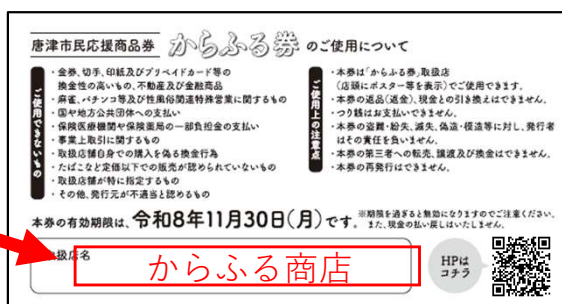 唐津市民応援商品券 からふる券 のご使用について
ご使用できないもの
・金券、切手、印紙及びプリペイドカード等の
換金性の高いもの、不動産及び金融商品
・麻雀、パチンコ等及び性風俗関連特殊営業に関するもの
・国や地方公共団体への支払い
・保険医療機関や保険薬局の一部負担金の支払い
・事業上取引に関するもの
・取扱店舗自身での購入を偽る換金行為
・たばこなど定価以下での販売が認められていないもの
・取扱店舗が特に指定するもの
・その他、発行元が不適当と認めるもの
ご使用上の注意点
・本券は「からふる券」取扱店
(店頭にポスター等を表示)でご使用できます。
・本券の返品(返金)、現金との引き換えはできません。
・つり銭はお支払いできません。
・本券の盗難・紛失、滅失、偽造・模造等に対し、発行者
はその責任を負いません。
・本券の第三者への転売、譲渡及び換金はできません。
・本券の再発行はできません。
本券の有効期限は、令和8年11月30日(月)です。
※期限を過ぎると無効になりますのでご注意ください。
また、現金の払い戻しはいたしません。
扱店名
からふる商店
HPは
コチラ